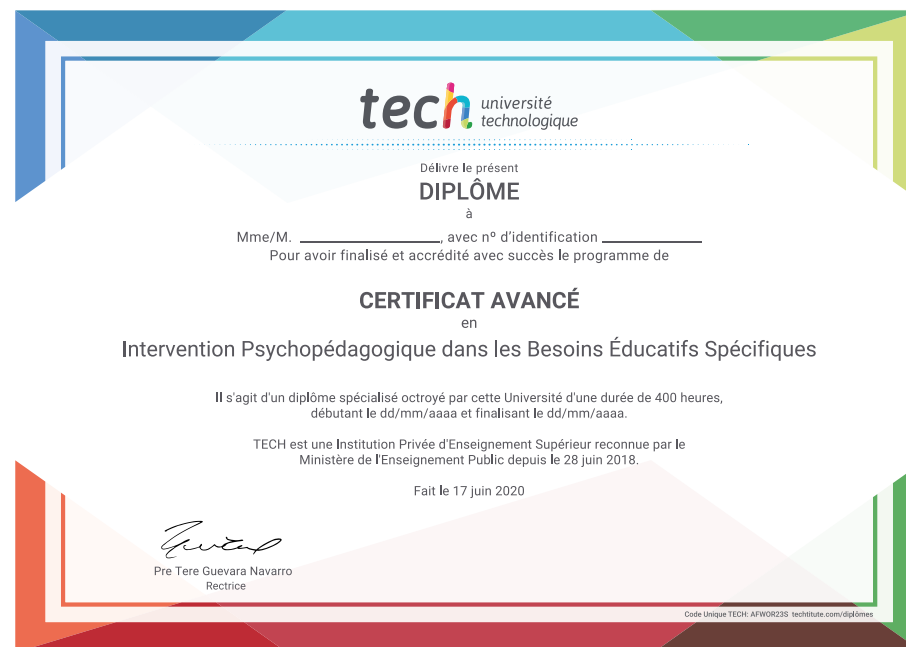 tech université
technologique
Délivre le présent
DIPLÔME
à
Mme/M. ____________, avec nº d'identification ____________
Pour avoir finalisé et accrédité avec succès le programme de
CERTIFICAT AVANCÉ
en
Intervention Psychopédagogique dans les Besoins Éducatifs Spécifiques
Il s'agit d'un diplôme spécialisé octroyé par cette Université d'une durée de 400 heures,
débutant le dd/mm/aaaa et finalisant le dd/mm/aaaa.
TECH est une Institution Privée d'Enseignement Supérieur reconnue par le
Ministère de l'Enseignement Public depuis le 28 juin 2018.
Fait le 17 juin 2020
Pre Tere Guevara Navarro
Rectrice
Code Unique TECH: AFWOR23S techtitute.com/diplômes